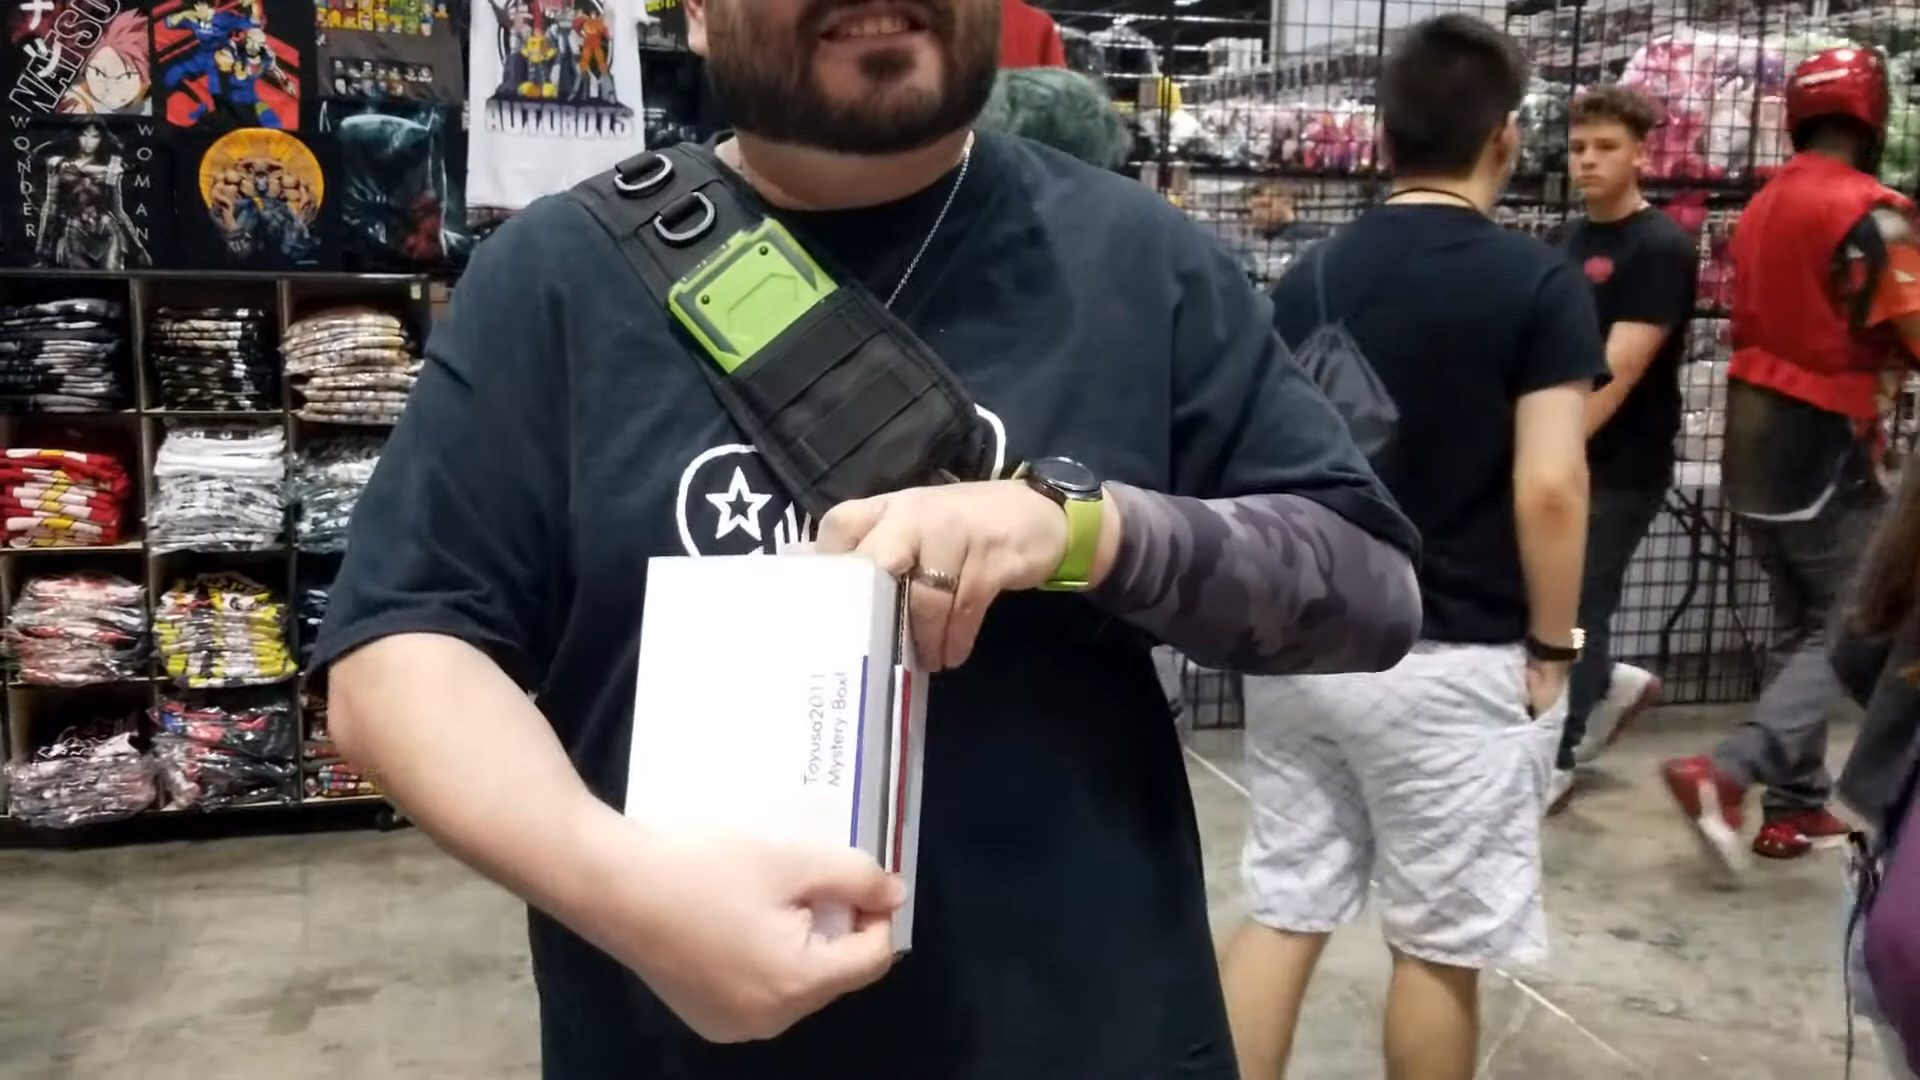 NATSU
WONDER
WOMAN
AUTOBOTS
Toyusa2011
Mystery Box!